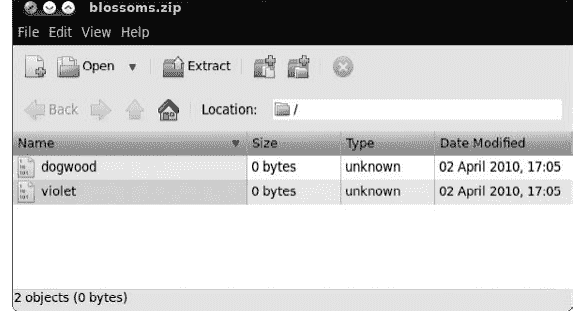 blossoms.zip
File Edit View Help
Open Extract
Back Location: /
Name Size Type Date Modified
dogwood 0 bytes unknown 02 April 2010, 17:05
violet 0 bytes unknown 02 April 2010, 17:05
2 objects (0 bytes)